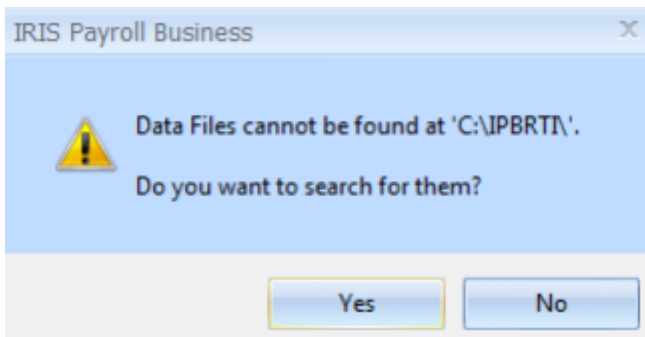 IRIS Payroll Business
Data Files cannot be found at 'C:\IPBRTI\'.
Do you want to search for them?
Yes
No